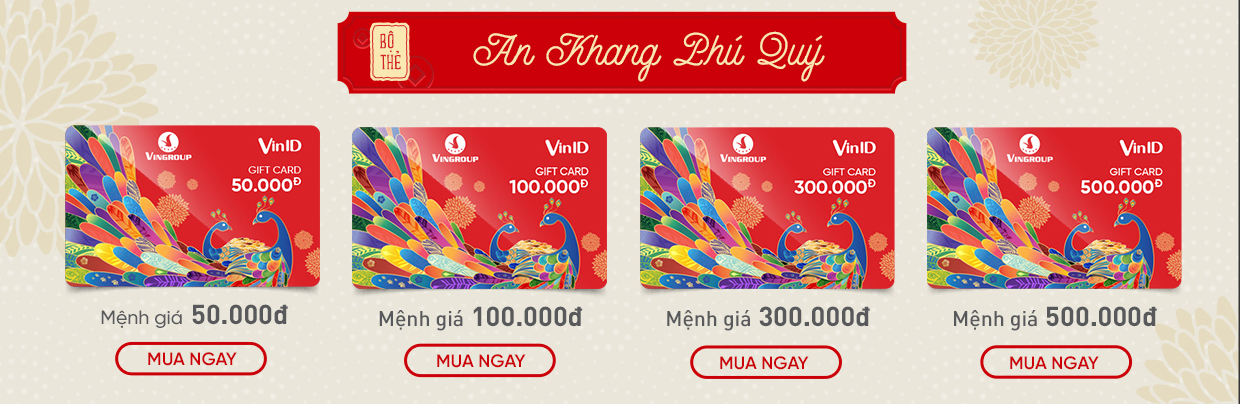 BỘ
THẺ
An Khang Phú Quý
VINGROUP
VinID
GIFT CARD
50.000Đ
Mệnh giá 50.000đ
MUA NGAY
VINGROUP
VinID
GIFT CARD
100.000Đ
Mệnh giá 100.000đ
MUA NGAY
VINGROUP
VinID
GIFT CARD
300.000Đ
Mệnh giá 300.000đ
MUA NGAY
VINGROUP
VinID
GIFT CARD
500.000Đ
Mệnh giá 500.000đ
MUA NGAY